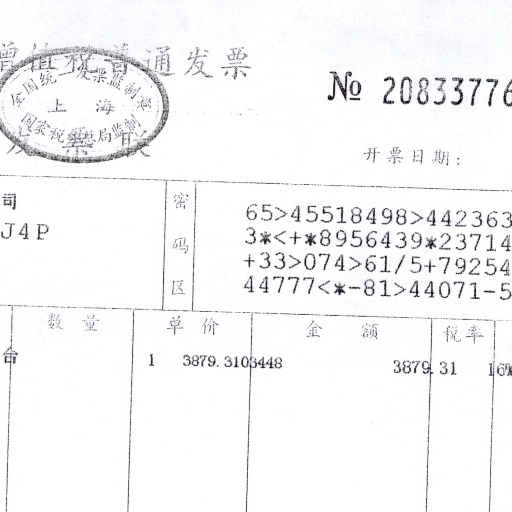 增值税普通发票
全国统一发票监制章
上海
国家税务总局监制
发票联
№ 20833776
开票日期:
司
密码区
J4P
65>45518498>442363
3*<+*8956439*23714
+33>074>61/5+79254
44777<*-81>44071-5
数量 单价 金额 税率
台 1 3879.3103448 3879.31 16%